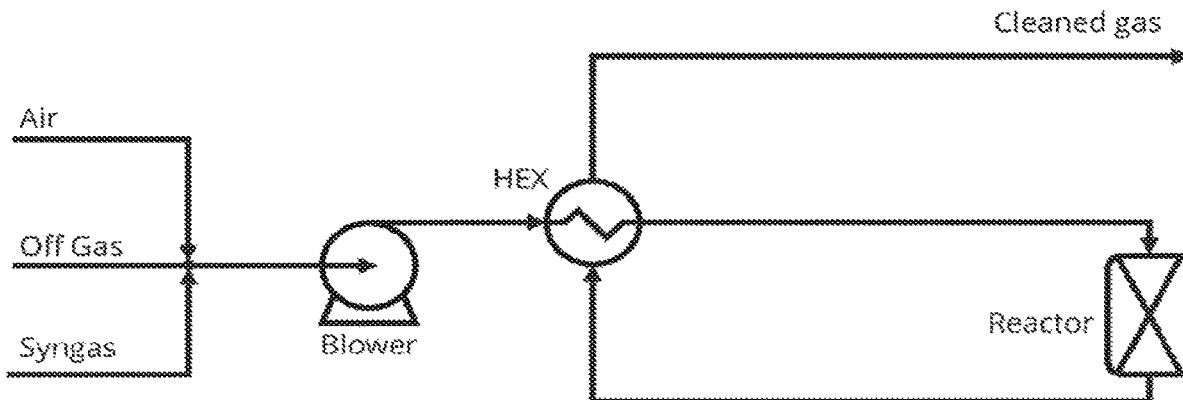 Cleaned gas
Air
HEX
Off Gas
Reactor
Syngas
Blower